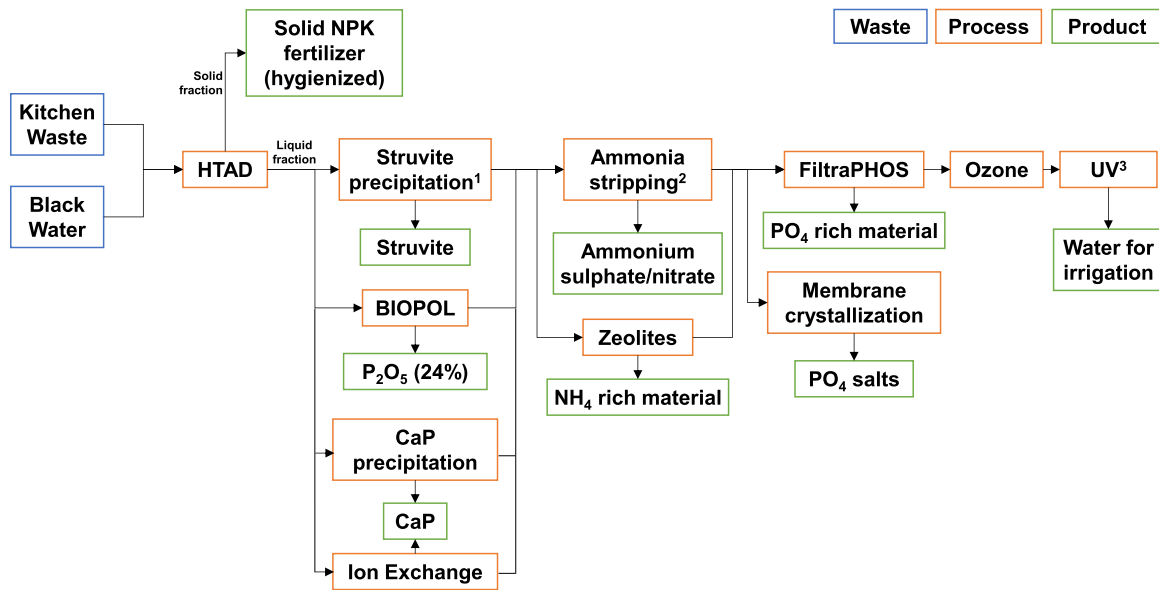 Waste
Process
Product
Solid NPK
fertilizer
(hygienized)
Solid
fraction
Kitchen
Waste
Black
Water
HTAD
Liquid
fraction
Struvite
precipitation¹
Struvite
BIOPOL
P₂O₅ (24%)
CaP
precipitation
CaP
Ion Exchange
Ammonia
stripping²
Ammonium
sulphate/nitrate
Zeolites
NH₄ rich material
FiltraPHOS
PO₄ rich material
Membrane
crystallization
PO₄ salts
Ozone
UV³
Water for
irrigation